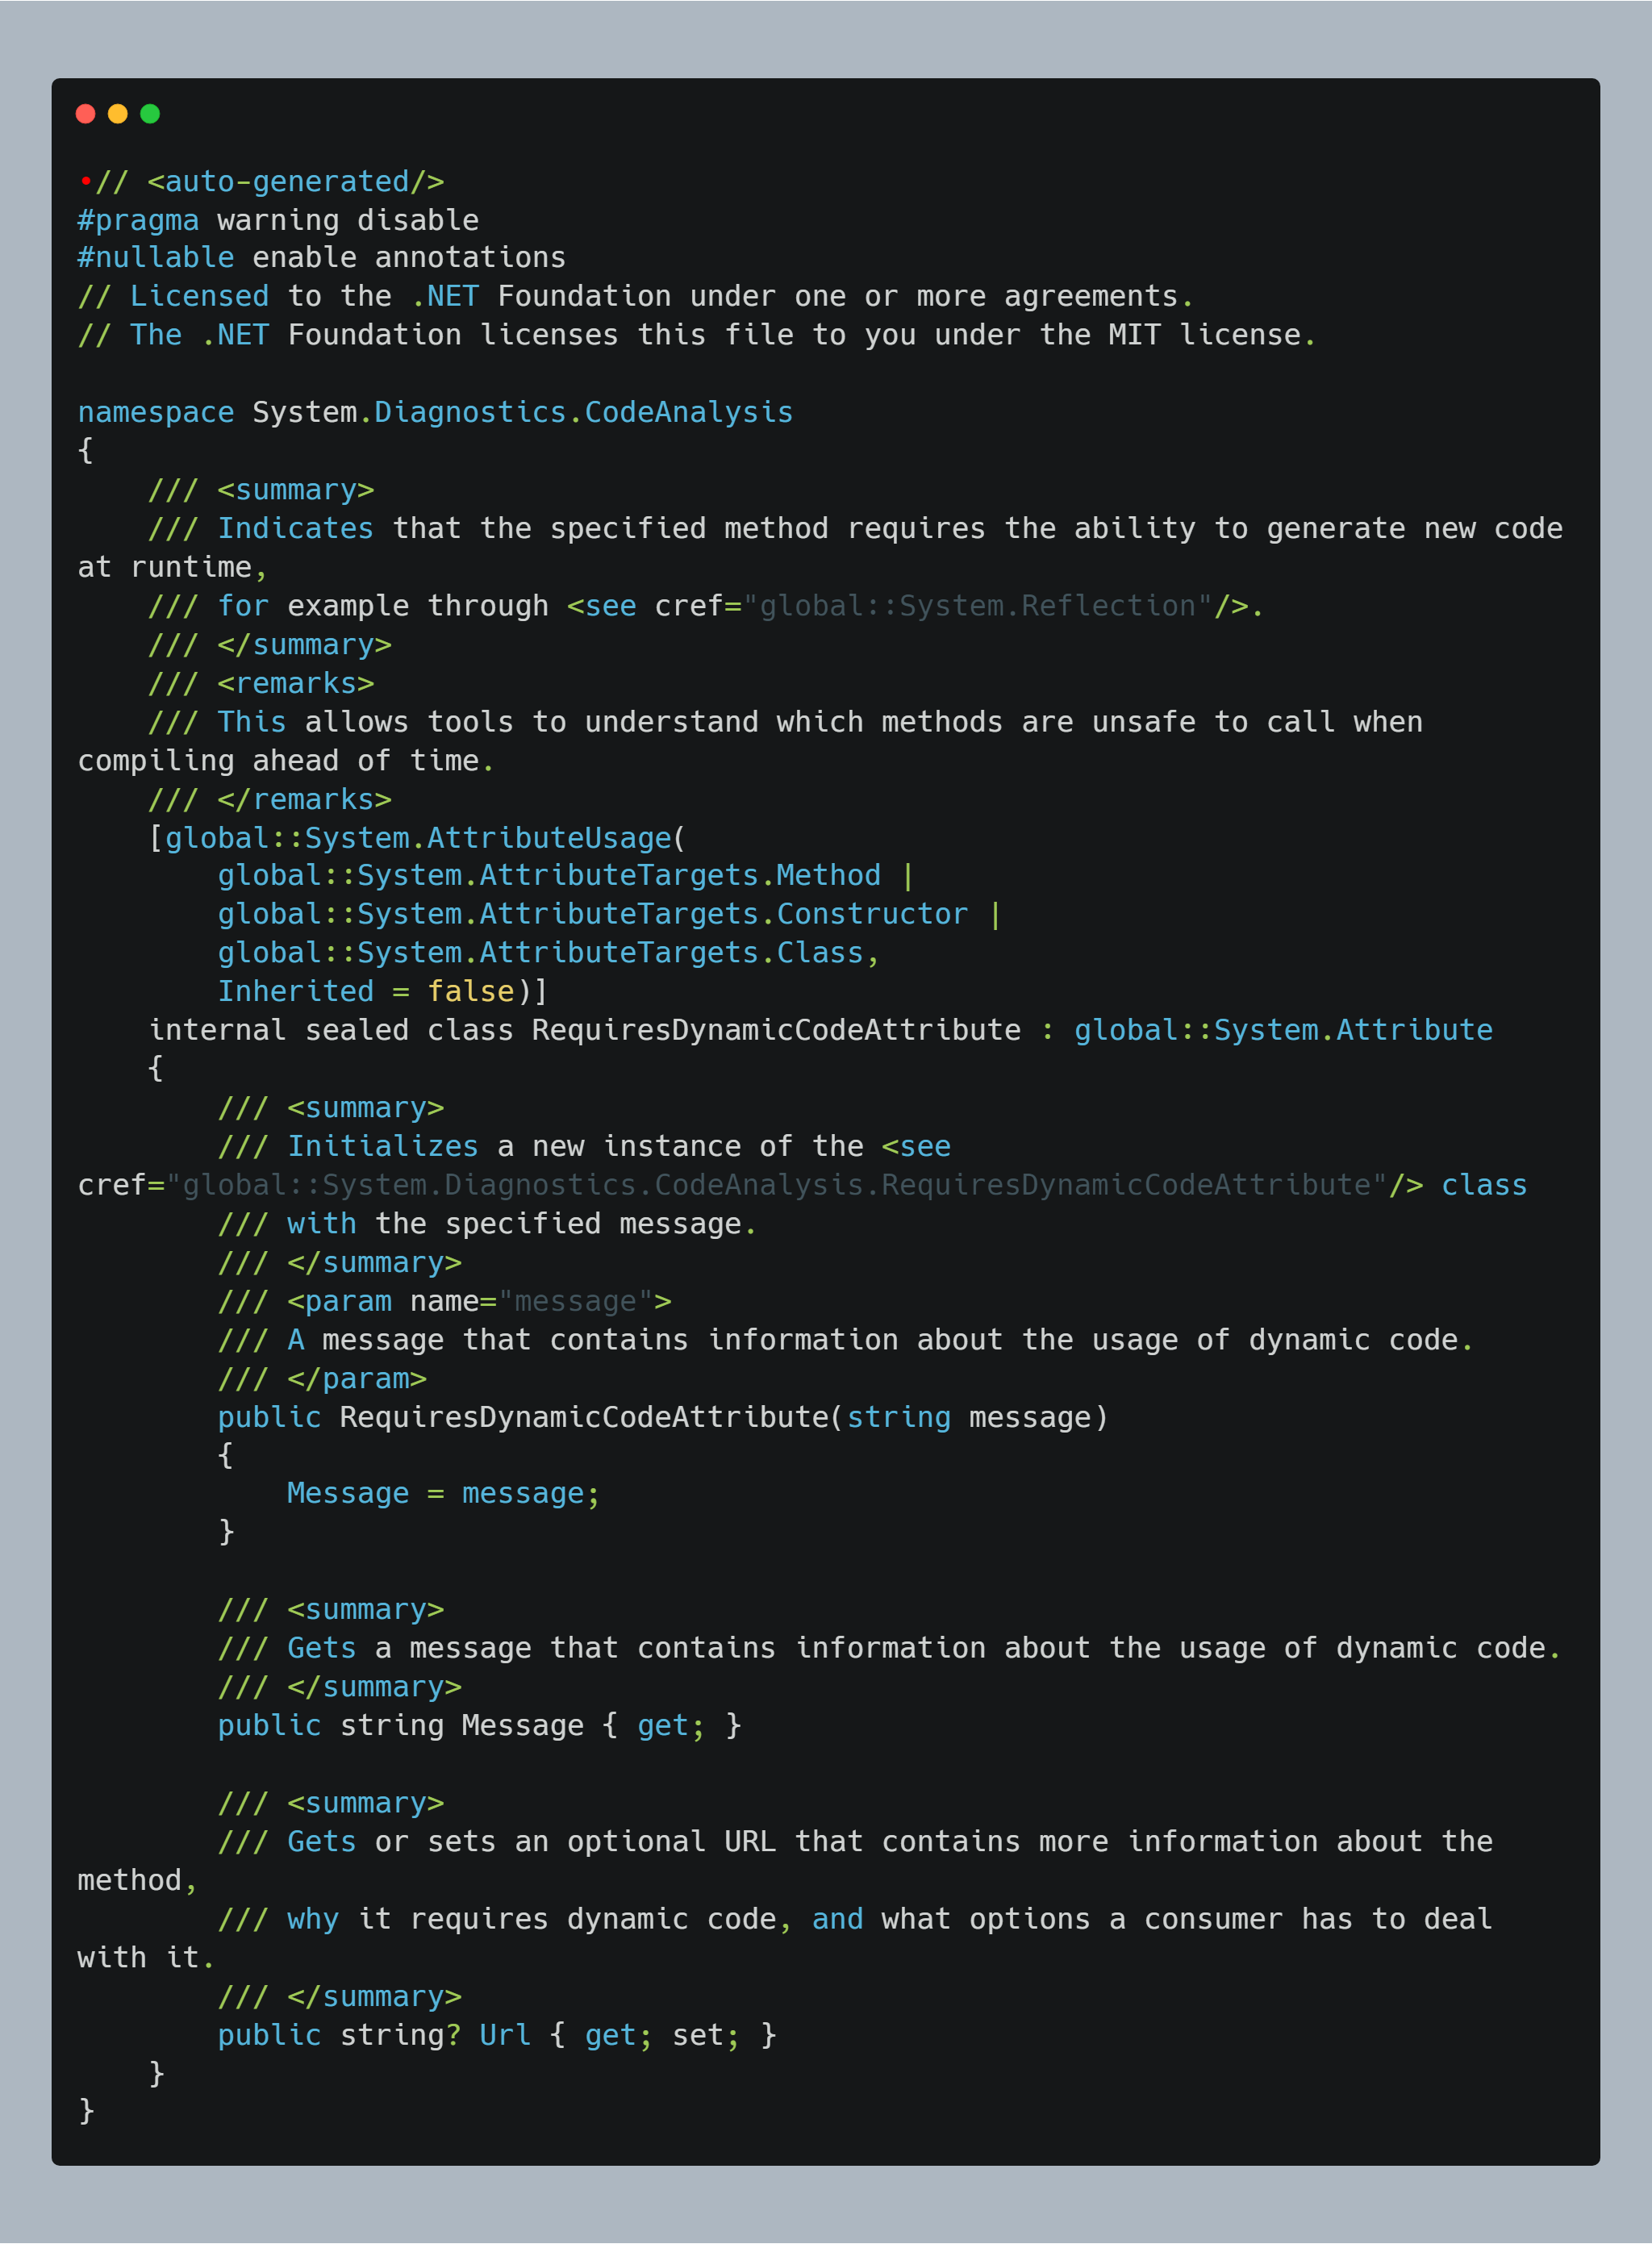 •// <auto-generated/>
#pragma warning disable
#nullable enable annotations
// Licensed to the .NET Foundation under one or more agreements.
// The .NET Foundation licenses this file to you under the MIT license.

namespace System.Diagnostics.CodeAnalysis
{
    /// <summary>
    /// Indicates that the specified method requires the ability to generate new code
at runtime,
    /// for example through <see cref="global::System.Reflection"/>.
    /// </summary>
    /// <remarks>
    /// This allows tools to understand which methods are unsafe to call when
compiling ahead of time.
    /// </remarks>
    [global::System.AttributeUsage(
        global::System.AttributeTargets.Method |
        global::System.AttributeTargets.Constructor |
        global::System.AttributeTargets.Class,
        Inherited = false)]
    internal sealed class RequiresDynamicCodeAttribute : global::System.Attribute
    {
        /// <summary>
        /// Initializes a new instance of the <see
cref="global::System.Diagnostics.CodeAnalysis.RequiresDynamicCodeAttribute"/> class
        /// with the specified message.
        /// </summary>
        /// <param name="message">
        /// A message that contains information about the usage of dynamic code.
        /// </param>
        public RequiresDynamicCodeAttribute(string message)
        {
            Message = message;
        }

        /// <summary>
        /// Gets a message that contains information about the usage of dynamic code.
        /// </summary>
        public string Message { get; }

        /// <summary>
        /// Gets or sets an optional URL that contains more information about the
method,
        /// why it requires dynamic code, and what options a consumer has to deal
with it.
        /// </summary>
        public string? Url { get; set; }
    }
}